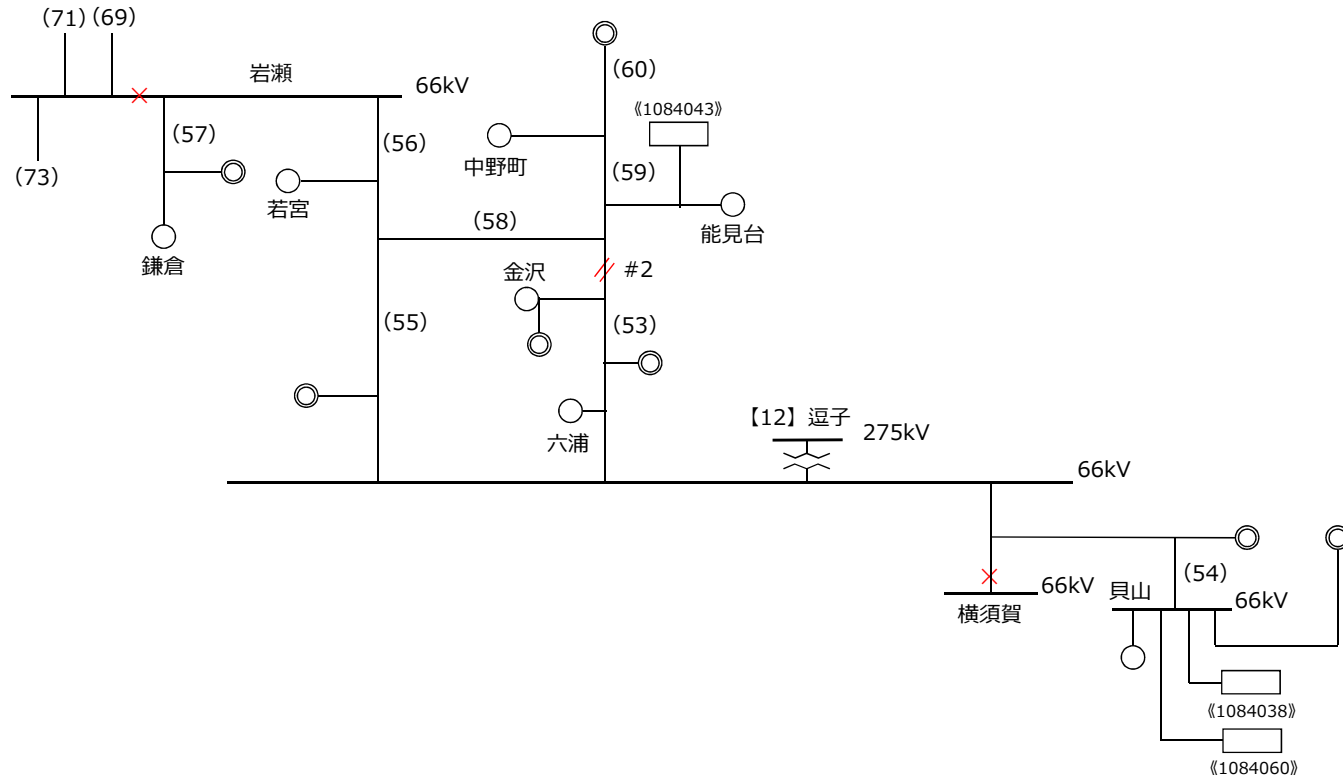 （71）
（69）
岩瀬
66kV
（60）
《1084043》
（57）
（56）
中野町
（59）
（73）
若宮
（58）
能見台
鎌倉
金沢
#2
（55）
（53）
【12】逗子
275kV
六浦
66kV
（54）
66kV
貝山
66kV
横須賀
《1084038》
《1084060》